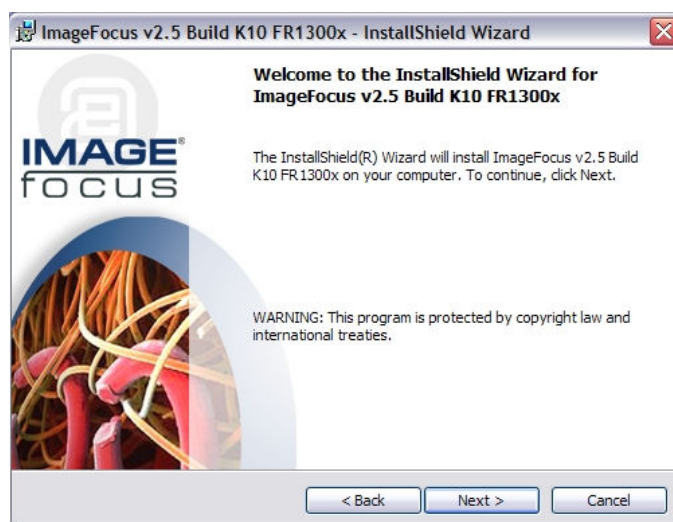 ImageFocus v2.5 Build K10 FR1300x - InstallShield Wizard
Welcome to the InstallShield Wizard for
ImageFocus v2.5 Build K10 FR1300x
IMAGE®
focus
The InstallShield(R) Wizard will install ImageFocus v2.5 Build
K10 FR1300x on your computer. To continue, click Next.
WARNING: This program is protected by copyright law and
international treaties.
< Back
Next >
Cancel